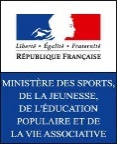 Liberté • Égalité • Fraternité
RÉPUBLIQUE FRANÇAISE
MINISTÈRE DES SPORTS,
DE LA JEUNESSE,
DE L'ÉDUCATION
POPULAIRE ET DE
LA VIE ASSOCIATIVE